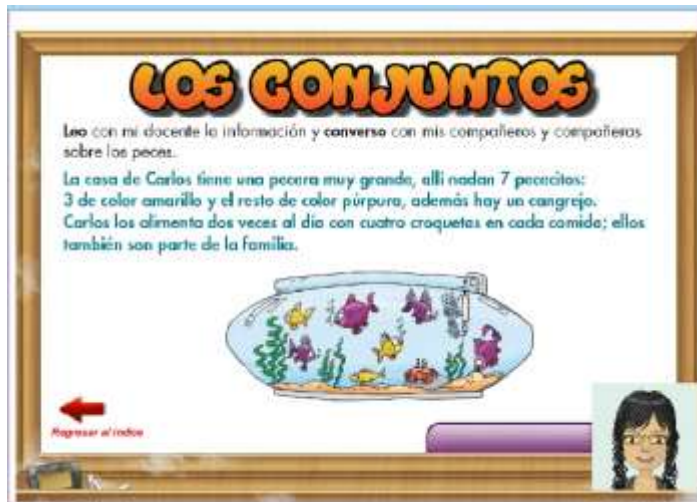 LOS CONJUNTOS
Leo con mi docente la información y converso con mis compañeros y compañeras
sobre los peces.
La casa de Carlos tiene una pecera muy grande, allí nadan 7 pececitos:
3 de color amarillo y el resto de color púrpura, además hay un cangrejo.
Carlos los alimenta dos veces al día con cuatro croquetas en cada comida; ellos
también son parte de la familia.
Regresar al índice